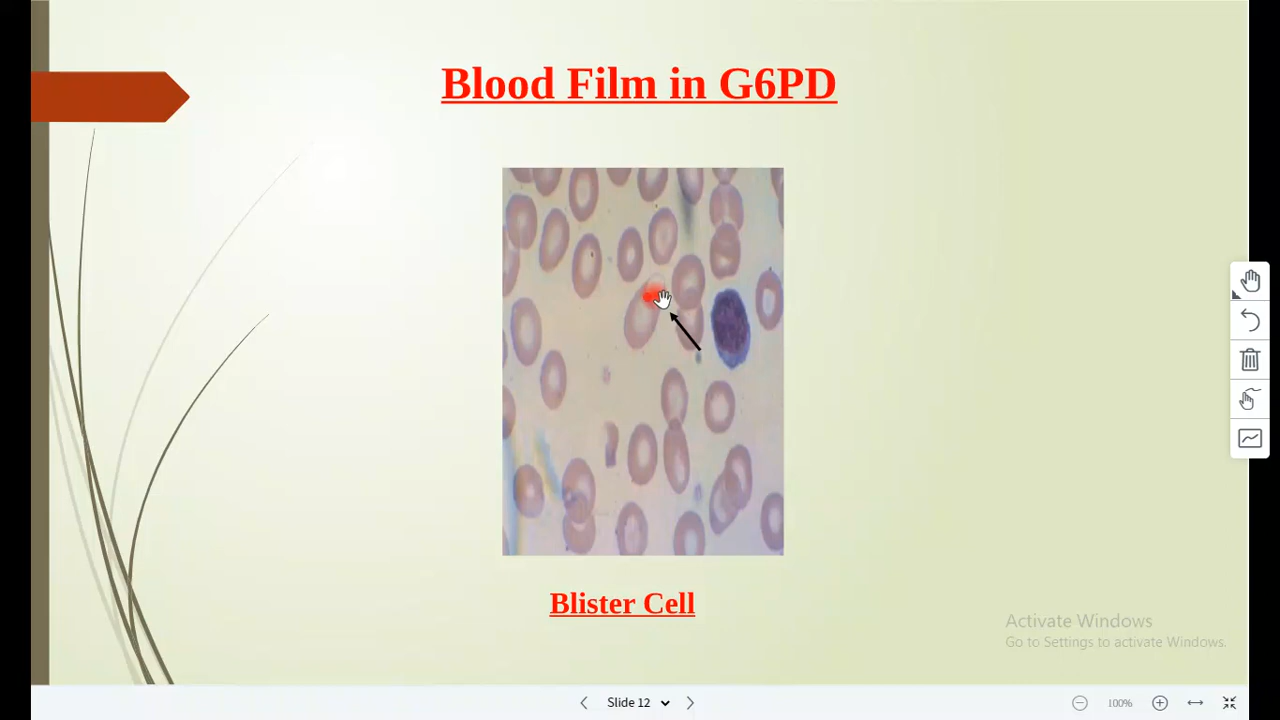 Blood Film in G6PD
Blister Cell
Activate Windows
Go to Settings to activate Windows.
Slide 12
100%